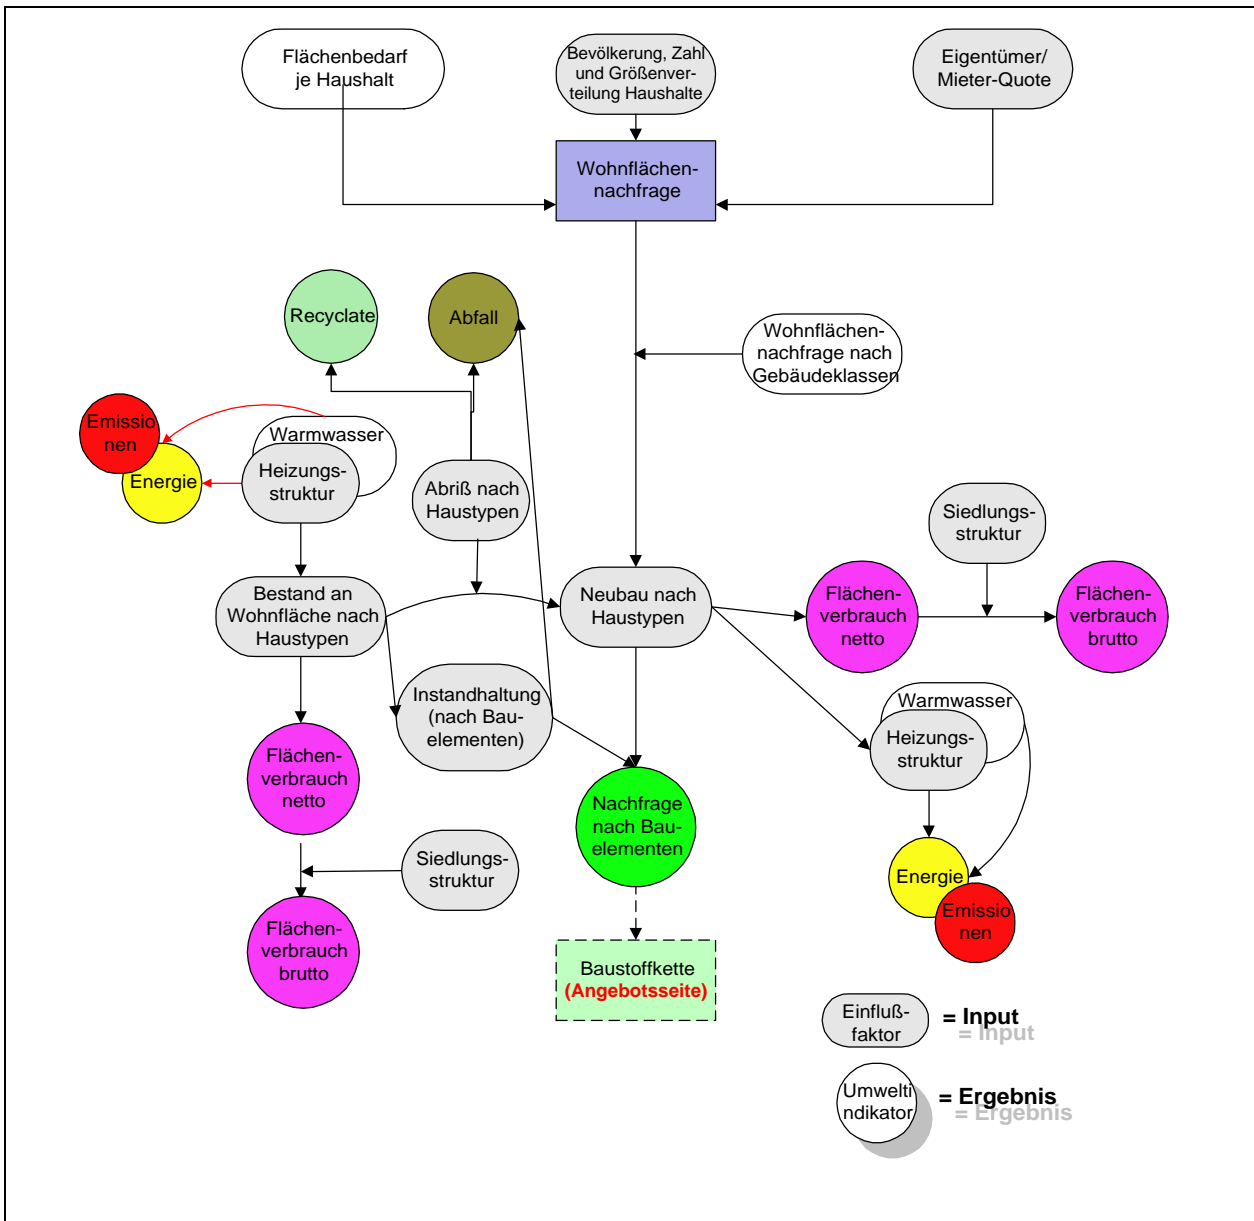 Flächenbedarf
je Haushalt
Bevölkerung, Zahl
und Größenver-
teilung Haushalte
Eigentümer/
Mieter-Quote
Wohnflächen-
nachfrage
Recyclate
Abfall
Wohnflächen-
nachfrage nach
Gebäudeklassen
Emissio
nen
Energie
Warmwasser
Heizungs-
struktur
Abriß nach
Haustypen
Siedlungs-
struktur
Bestand an
Wohnfläche nach
Haustypen
Neubau nach
Haustypen
Flächen-
verbrauch
netto
Flächen-
verbrauch
brutto
Instandhaltung
(nach Bau-
elementen)
Warmwasser
Heizungs-
struktur
Flächen-
verbrauch
netto
Nachfrage
nach Bau-
elementen
Siedlungs-
struktur
Energie
Emissio
nen
Flächen-
verbrauch
brutto
Baustoffkette
(Angebotsseite)
Einfluß-
faktor
= Input
= Input
Umwelti
ndikator
= Ergebnis
= Ergebnis